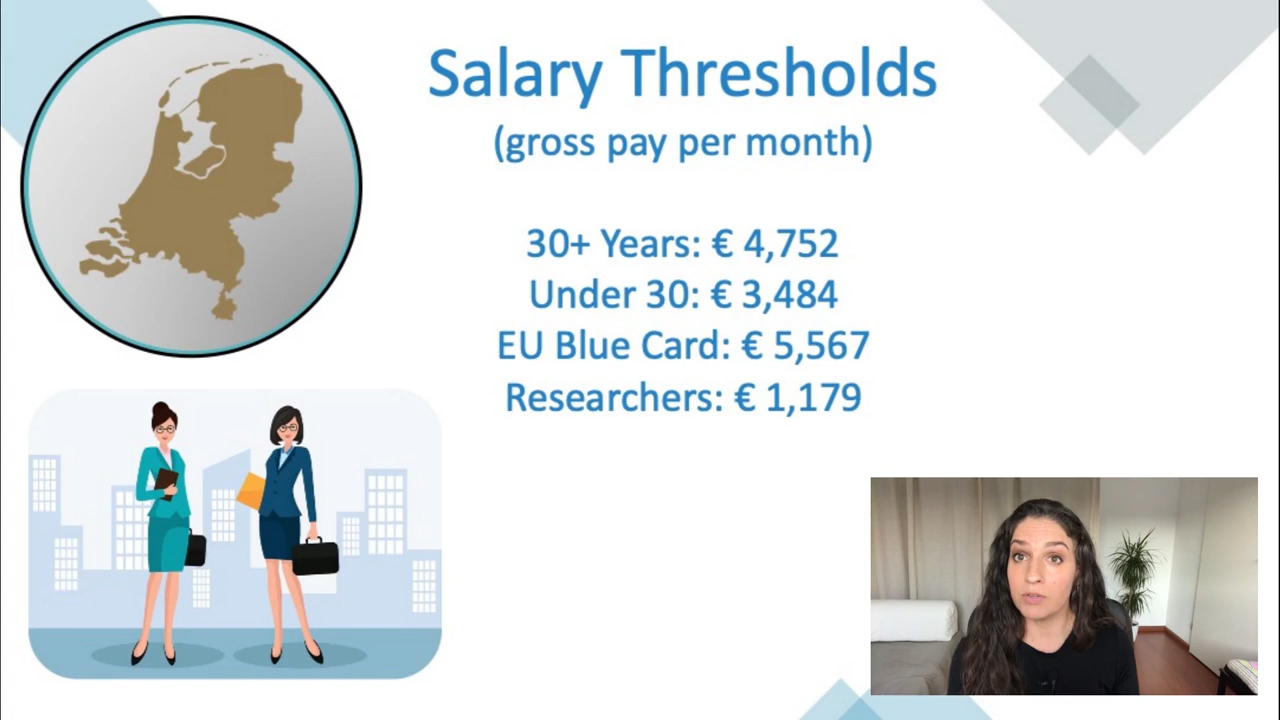 Salary Thresholds
(gross pay per month)
30+ Years: € 4,752
Under 30: € 3,484
EU Blue Card: € 5,567
Researchers: € 1,179